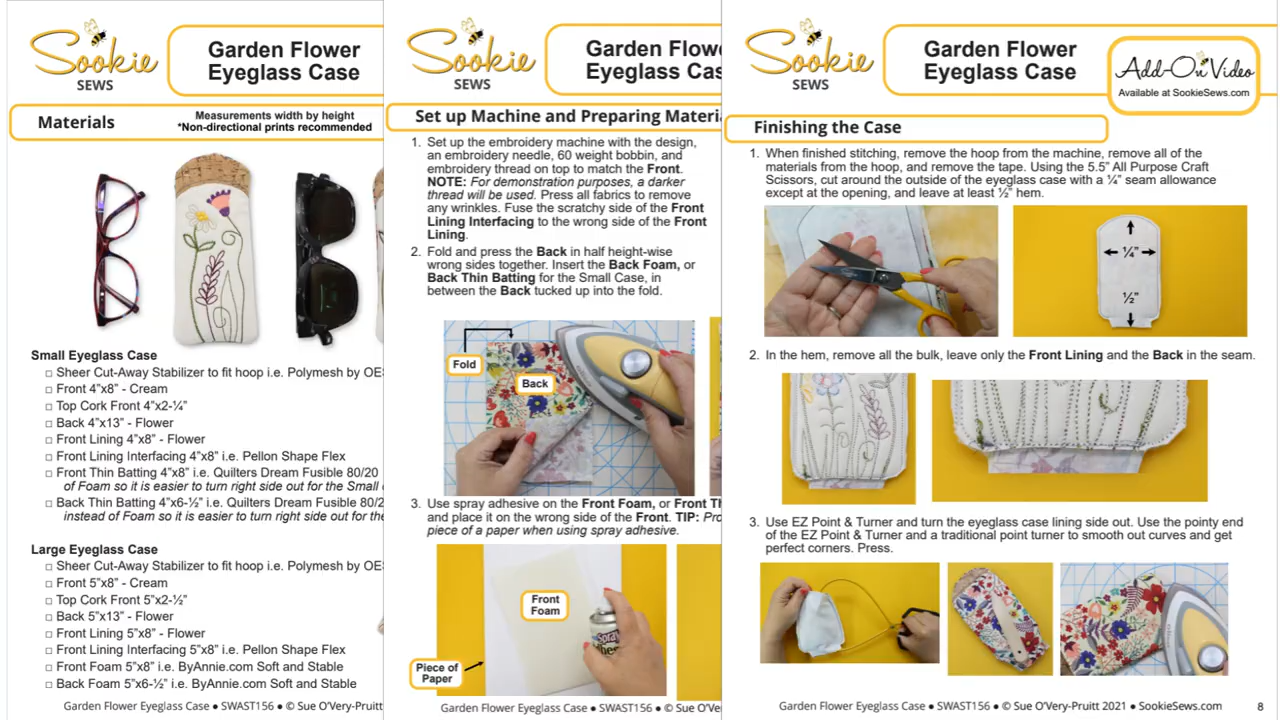 Sookie
SEWS
Garden Flower
Eyeglass Case
Materials
Measurements width by height
*Non-directional prints recommended
Small Eyeglass Case
□ Sheer Cut-Away Stabilizer to fit hoop i.e. Polymesh by OE
□ Front 4”x8” - Cream
□ Top Cork Front 4”x2-¼”
□ Back 4”x13” - Flower
□ Front Lining 4”x8” - Flower
□ Front Lining Interfacing 4”x8” i.e. Pellon Shape Flex
□ Front Thin Batting 4”x8” i.e. Quilters Dream Fusible 80/20
of Foam so it is easier to turn right side out for the Small
□ Back Thin Batting 4”x6-½” i.e. Quilters Dream Fusible 80/2
instead of Foam so it is easier to turn right side out for the
Large Eyeglass Case
□ Sheer Cut-Away Stabilizer to fit hoop i.e. Polymesh by OE
□ Front 5”x8” - Cream
□ Top Cork Front 5”x2-½”
□ Back 5”x13” - Flower
□ Front Lining 5”x8” - Flower
□ Front Lining Interfacing 5”x8” i.e. Pellon Shape Flex
□ Front Foam 5”x8” i.e. ByAnnie.com Soft and Stable
□ Back Foam 5”x6-½” i.e. ByAnnie.com Soft and Stable
Garden Flower Eyeglass Case ● SWAST156 ● © Sue O’Very-Pruitt
Sookie
SEWS
Garden Flow
Eyeglass Cas
Set up Machine and Preparing Materi
1. Set up the embroidery machine with the design,
an embroidery needle, 60 weight bobbin, and
embroidery thread on top to match the Front.
NOTE: For demonstration purposes, a darker
thread will be used. Press all fabrics to remove
any wrinkles. Fuse the scratchy side of the Front
Lining Interfacing to the wrong side of the Front
Lining.
2. Fold and press the Back in half height-wise
wrong sides together. Insert the Back Foam, or
Back Thin Batting for the Small Case, in
between the Back tucked up into the fold.
Fold
Back
3. Use spray adhesive on the Front Foam, or Front Th
and place it on the wrong side of the Front. TIP: Pro
piece of a paper when using spray adhesive.
Front
Foam
Spray
Piece of
Paper
Garden Flower Eyeglass Case ● SWAST156 ● © Sue O’Ve
Sookie
SEWS
Garden Flower
Eyeglass Case
Add-On Video
Available at SookieSews.com
Finishing the Case
1. When finished stitching, remove the hoop from the machine, remove all of the
materials from the hoop, and remove the tape. Using the 5.5” All Purpose Craft
Scissors, cut around the outside of the eyeglass case with a ¼” seam allowance
except at the opening, and leave at least ½” hem.
¼”
½”
2. In the hem, remove all the bulk, leave only the Front Lining and the Back in the seam.
3. Use EZ Point & Turner and turn the eyeglass case lining side out. Use the pointy end
of the EZ Point & Turner and a traditional point turner to smooth out curves and get
perfect corners. Press.
Garden Flower Eyeglass Case ● SWAST156 ● © Sue O’Very-Pruitt 2021 ● SookieSews.com
8